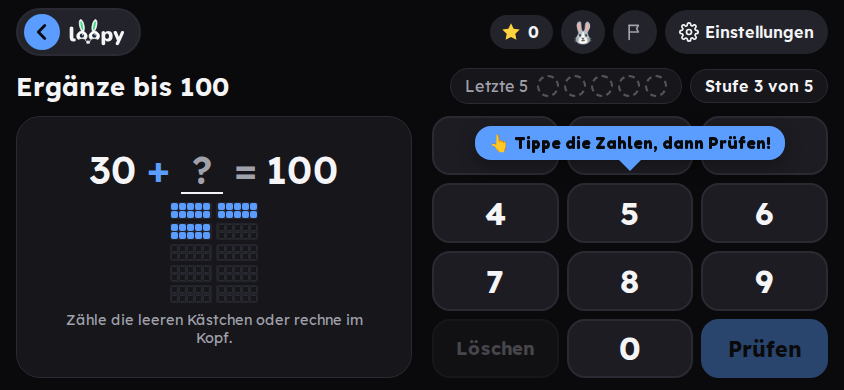 loopy
0
Einstellungen
Ergänze bis 100
Letzte 5
Stufe 3 von 5
30 + ? = 100
Zähle die leeren Kästchen oder rechne im
Kopf.
👆 Tippe die Zahlen, dann Prüfen!
4 5 6
7 8 9
Löschen 0 Prüfen